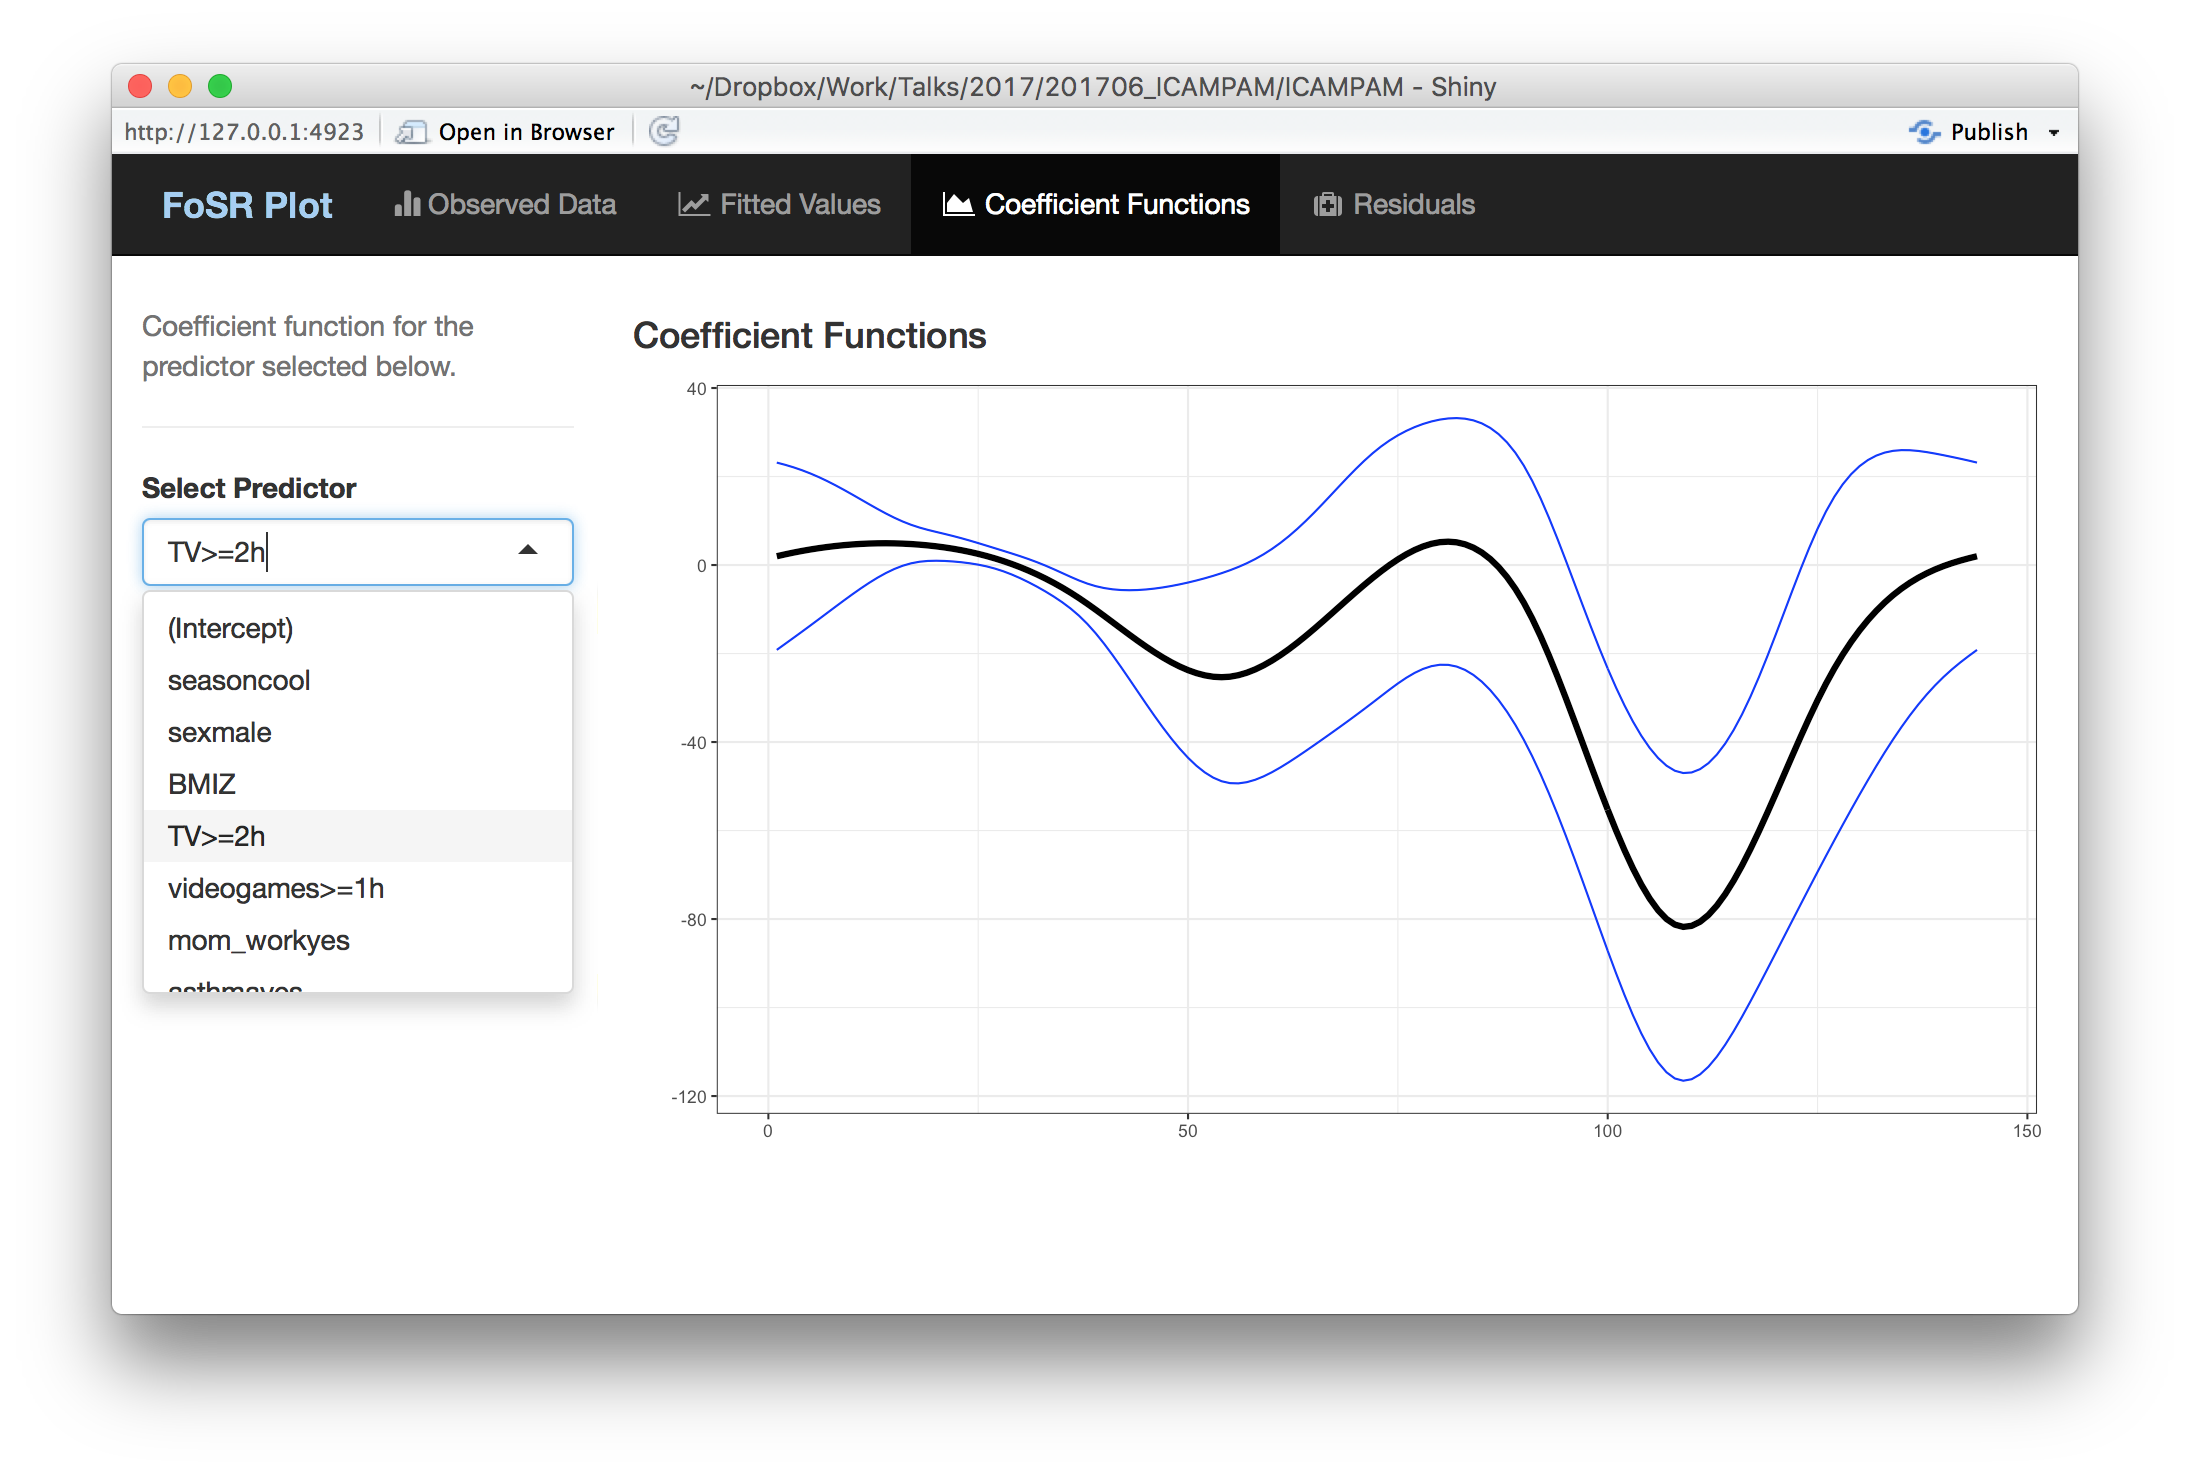 ~/Dropbox/Work/Talks/2017/201706_ICAMPAM/ICAMPAM - Shiny
http://127.0.0.1:4923 Open in Browser Publish
FoSR Plot Observed Data Fitted Values Coefficient Functions Residuals
Coefficient function for the
predictor selected below.
Select Predictor
TV>=2h
(Intercept)
seasoncool
sexmale
BMIZ
TV>=2h
videogames>=1h
mom_workyes
asthmayes
Coefficient Functions
40
0
-40
-80
-120
0 50 100 150